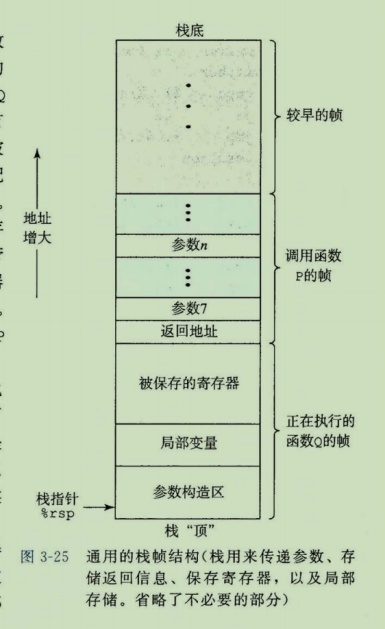 栈底
较早的帧
地址
增大
参数n
调用函数
P的帧
参数7
返回地址
被保存的寄存器
正在执行的
函数Q的帧
局部变量
参数构造区
栈指针
%rsp
栈“顶”
图 3-25 通用的栈帧结构(栈用来传递参数、存
储返回信息、保存寄存器，以及局部
存储。省略了不必要的部分)